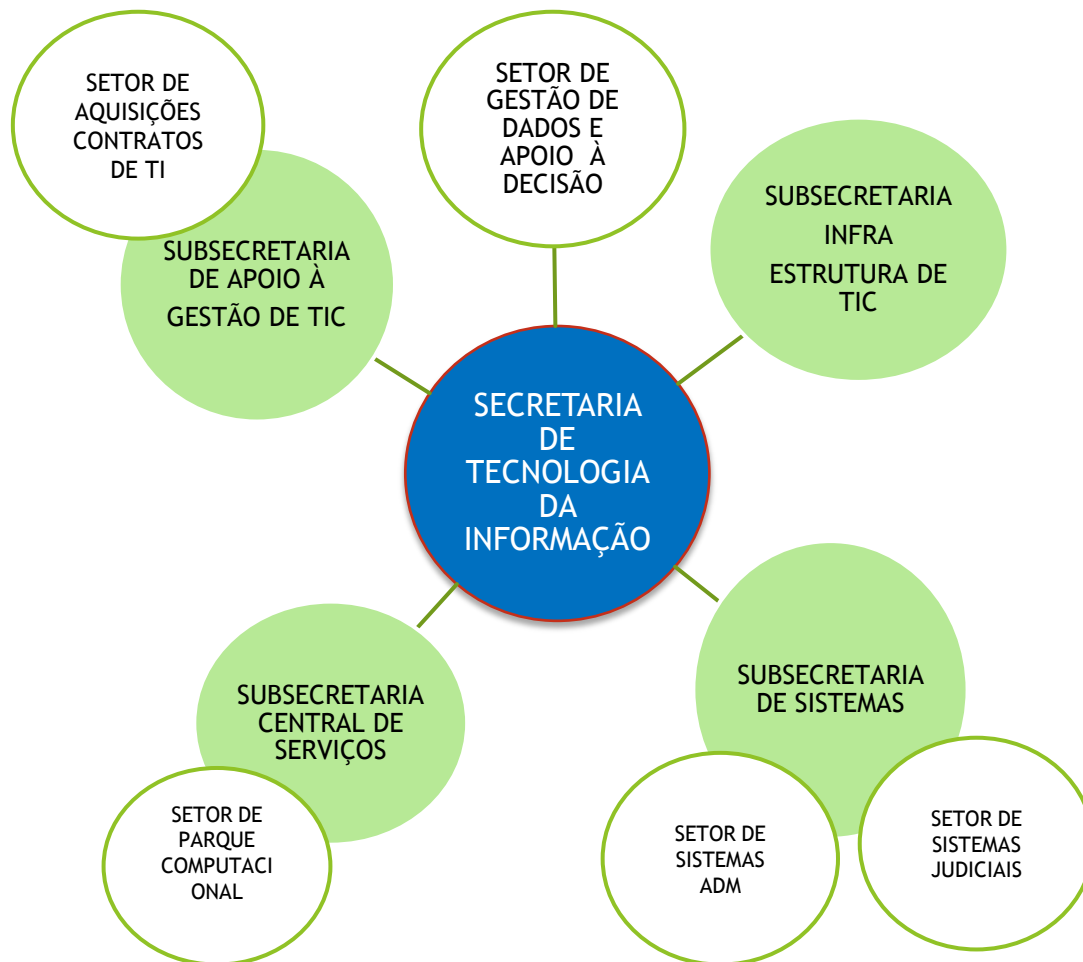 SETOR DE
AQUISIÇÕES
CONTRATOS
DE TI
SETOR DE
GESTÃO DE
DADOS E
APOIO À
DECISÃO
SUBSECRETARIA
INFRA
ESTRUTURA DE
TIC
SUBSECRETARIA
DE APOIO À
GESTÃO DE TIC
SECRETARIA
DE
TECNOLOGIA
DA
INFORMAÇÃO
SUBSECRETARIA
CENTRAL DE
SERVIÇOS
SUBSECRETARIA
DE SISTEMAS
SETOR DE
PARQUE
COMPUTACI
ONAL
SETOR DE
SISTEMAS
ADM
SETOR DE
SISTEMAS
JUDICIAIS